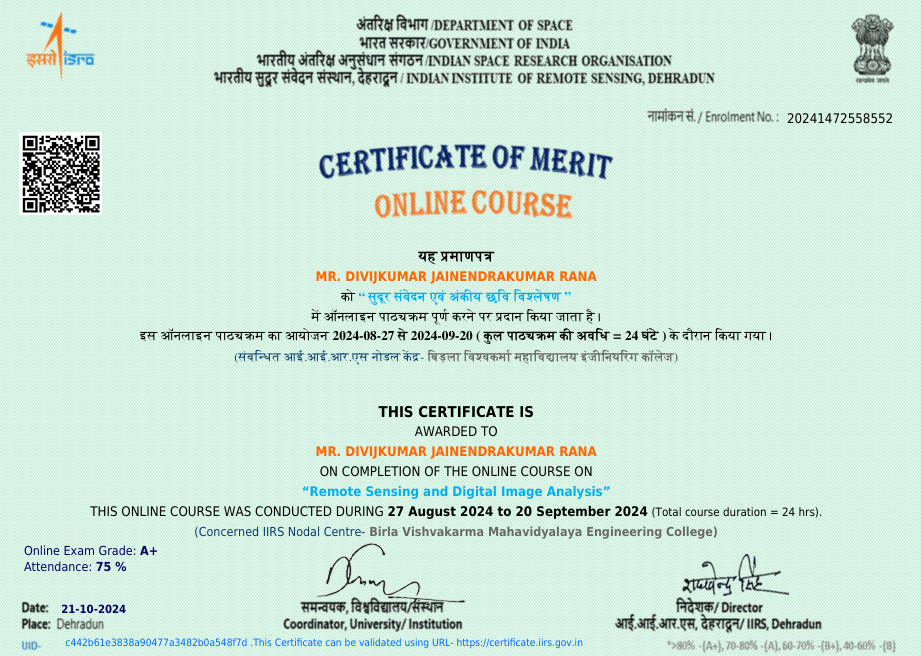 अंतरिक्ष विभाग /DEPARTMENT OF SPACE
भारत सरकार/GOVERNMENT OF INDIA
भारतीय अंतरिक्ष अनुसंधान संगठन /INDIAN SPACE RESEARCH ORGANISATION
भारतीय सुदूर संवेदन संस्थान, देहरादून / INDIAN INSTITUTE OF REMOTE SENSING, DEHRADUN
इसरो isro
सत्यमेव जयते
नामांकन सं. / Enrolment No. : 20241472558552
CERTIFICATE OF MERIT
ONLINE COURSE
यह प्रमाणपत्र
MR. DIVIJKUMAR JAINENDRAKUMAR RANA
को “ सुदूर संवेदन एवं अंकीय छवि विश्लेषण ”
में ऑनलाइन पाठ्यक्रम पूर्ण करने पर प्रदान किया जाता है।
इस ऑनलाइन पाठ्यक्रम का आयोजन 2024-08-27 से 2024-09-20 ( कुल पाठ्यक्रम की अवधि = 24 घंटे ) के दौरान किया गया।
(संबन्धित आई.आई.आर.एस नोडल केंद्र- बिड़ला विश्वकर्मा महाविद्यालय इंजीनियरिंग कॉलेज)
THIS CERTIFICATE IS
AWARDED TO
MR. DIVIJKUMAR JAINENDRAKUMAR RANA
ON COMPLETION OF THE ONLINE COURSE ON
“Remote Sensing and Digital Image Analysis”
THIS ONLINE COURSE WAS CONDUCTED DURING 27 August 2024 to 20 September 2024 (Total course duration = 24 hrs).
(Concerned IIRS Nodal Centre- Birla Vishvakarma Mahavidyalaya Engineering College)
Online Exam Grade: A+
Attendance: 75 %
Date: 21-10-2024
Place: Dehradun
समन्वयक, विश्वविद्यालय/संस्थान
Coordinator, University/ Institution
निदेशक/ Director
आई.आई.आर.एस, देहरादून/ IIRS, Dehradun
UID- c442b61e3838a90477a3482b0a548f7d .This Certificate can be validated using URL- https://certificate.iirs.gov.in
*>80% -{A+}, 70-80% -{A}, 60-70% -{B+}, 40-60% -{B}